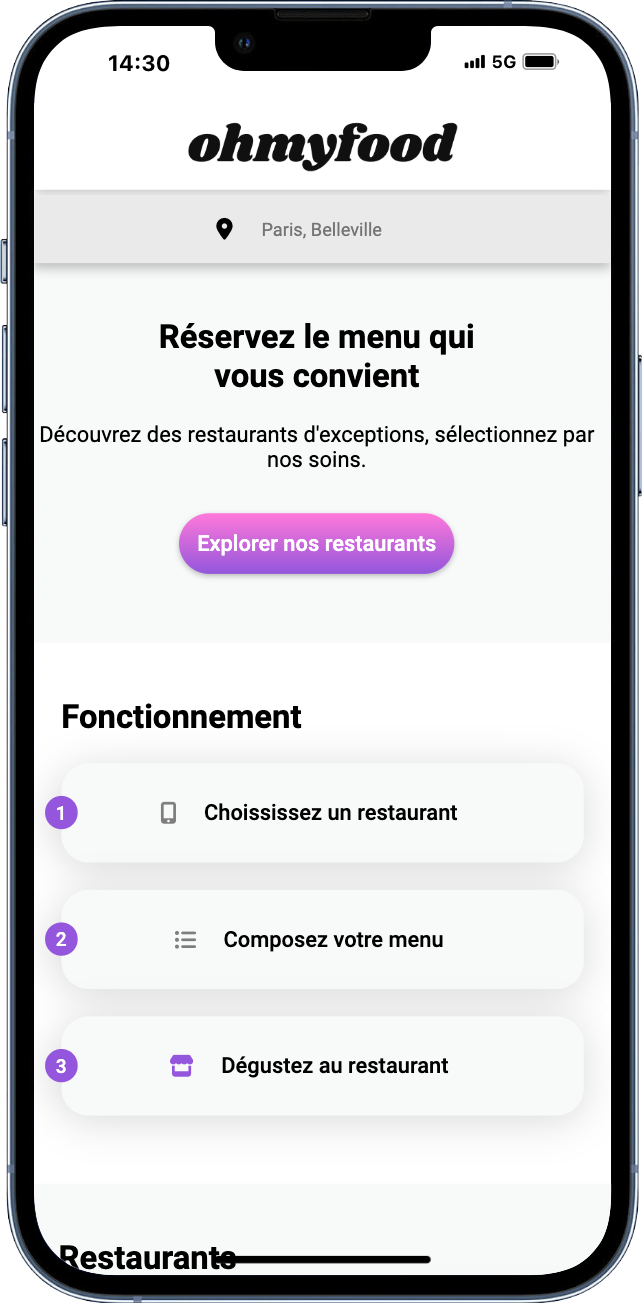 14:30
5G
ohmyfood
Paris, Belleville
Réservez le menu qui
vous convient
Découvrez des restaurants d'exceptions, sélectionnez par
nos soins.
Explorer nos restaurants
Fonctionnement
1 Choississez un restaurant
2 Composez votre menu
3 Dégustez au restaurant
Restaurants